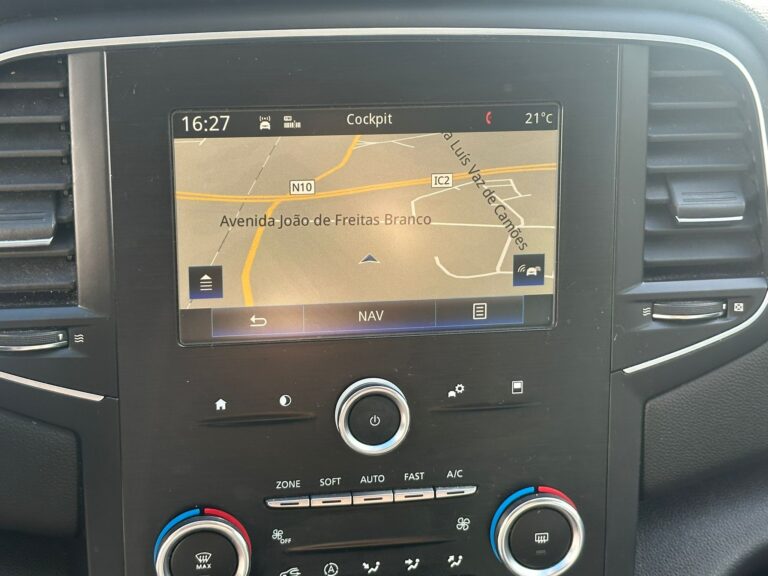 16:27 Cockpit 21°C
a Luís Vaz de Camões
N10 IC2
Avenida João de Freitas Branco
NAV
ZONE SOFT AUTO FAST A/C
OFF
MAX
A